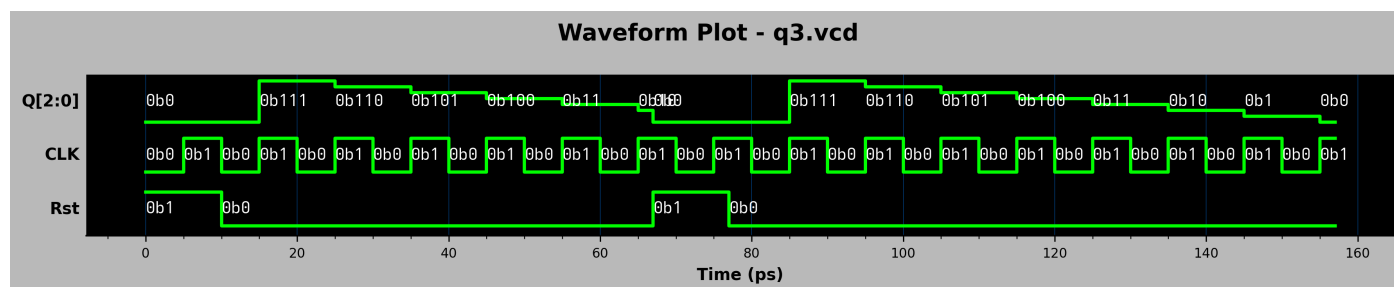 Waveform Plot - q3.vcd
Q[2:0] 0b0 0b111 0b110 0b101 0b100 0b11 0b10 0b0 0b111 0b110 0b101 0b100 0b11 0b10 0b1 0b0
CLK 0b0 0b1 0b0 0b1 0b0 0b1 0b0 0b1 0b0 0b1 0b0 0b1 0b0 0b1 0b0 0b1 0b0 0b1 0b0 0b1 0b0 0b1 0b0 0b1 0b0 0b1 0b0 0b1 0b0 0b1 0b0 0b1
Rst 0b1 0b0 0b1 0b0
0 20 40 60 80 100 120 140 160
Time (ps)